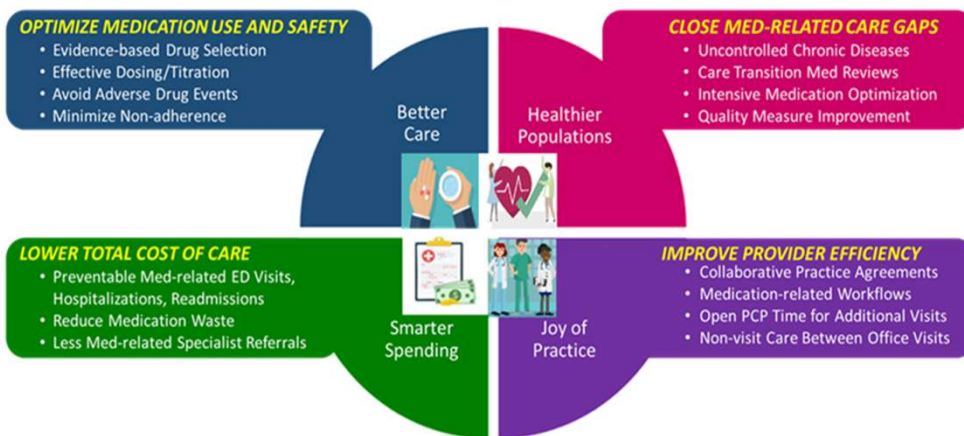 OPTIMIZE MEDICATION USE AND SAFETY
• Evidence-based Drug Selection
• Effective Dosing/Titration
• Avoid Adverse Drug Events
• Minimize Non-adherence
Better
Care
CLOSE MED-RELATED CARE GAPS
• Uncontrolled Chronic Diseases
• Care Transition Med Reviews
• Intensive Medication Optimization
• Quality Measure Improvement
Healthier
Populations
LOWER TOTAL COST OF CARE
• Preventable Med-related ED Visits,
Hospitalizations, Readmissions
• Reduce Medication Waste
• Less Med-related Specialist Referrals
Smarter
Spending
IMPROVE PROVIDER EFFICIENCY
• Collaborative Practice Agreements
• Medication-related Workflows
• Open PCP Time for Additional Visits
• Non-visit Care Between Office Visits
Joy of
Practice